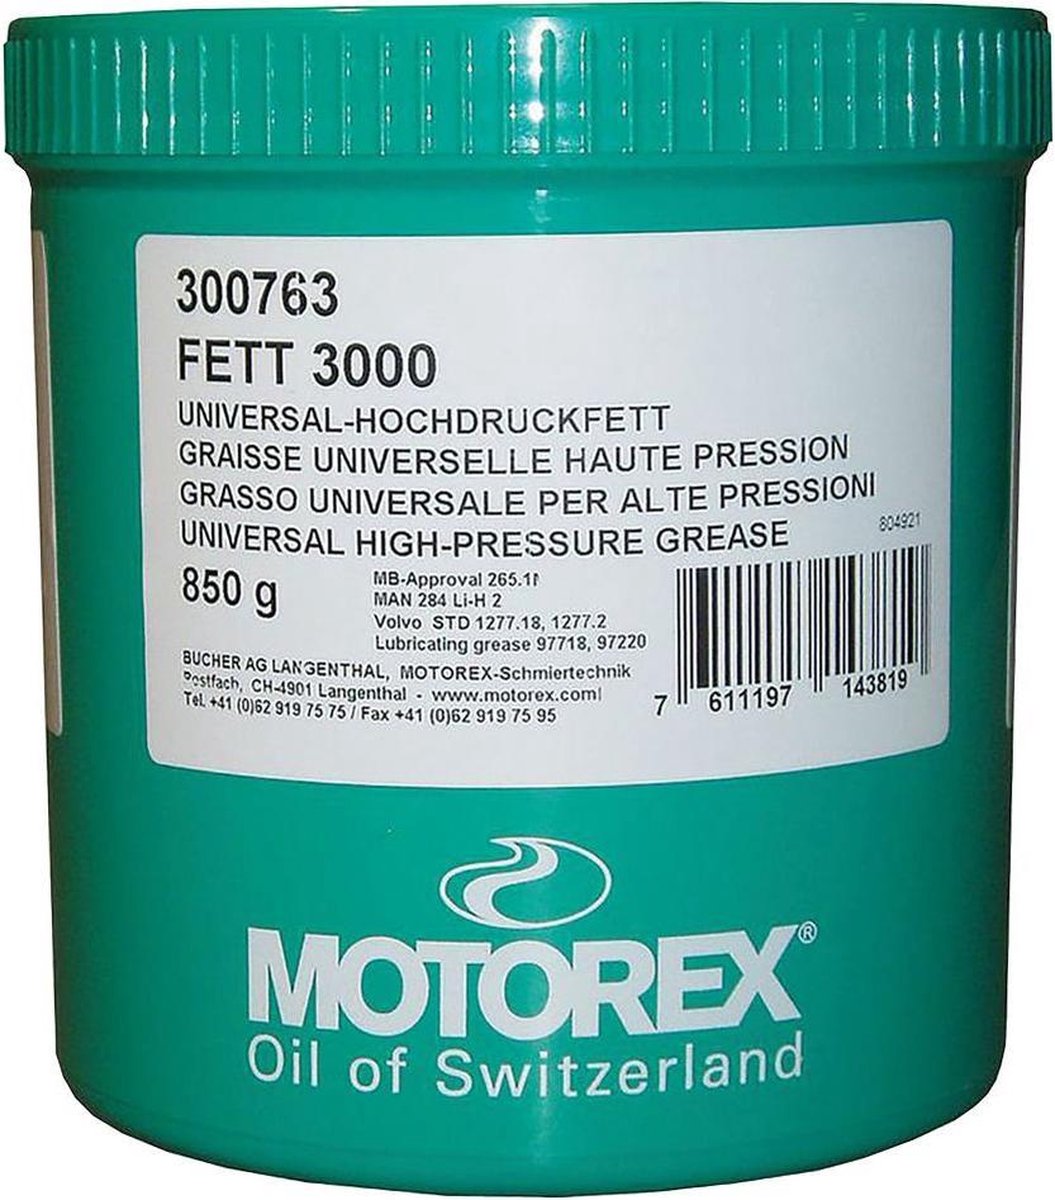 300763
FETT 3000
UNIVERSAL-HOCHDRUCKFETT
GRAISSE UNIVERSELLE HAUTE PRESSION
GRASSO UNIVERSALE PER ALTE PRESSIONI
UNIVERSAL HIGH-PRESSURE GREASE
804921
850 g
MB-Approval 265.1
MAN 284 Li-H 2
Volvo STD 1277.18, 1277.2
Lubricating grease 97718, 97220
BUCHER AG LANGENTHAL, MOTOREX-Schmiertechnik
Postfach, CH-4901 Langenthal - www.motorex.com
Tel. +41 (0)62 919 75 75 / Fax +41 (0)62 919 75 95
7 611197 143819
MOTOREX®
Oil of Switzerland